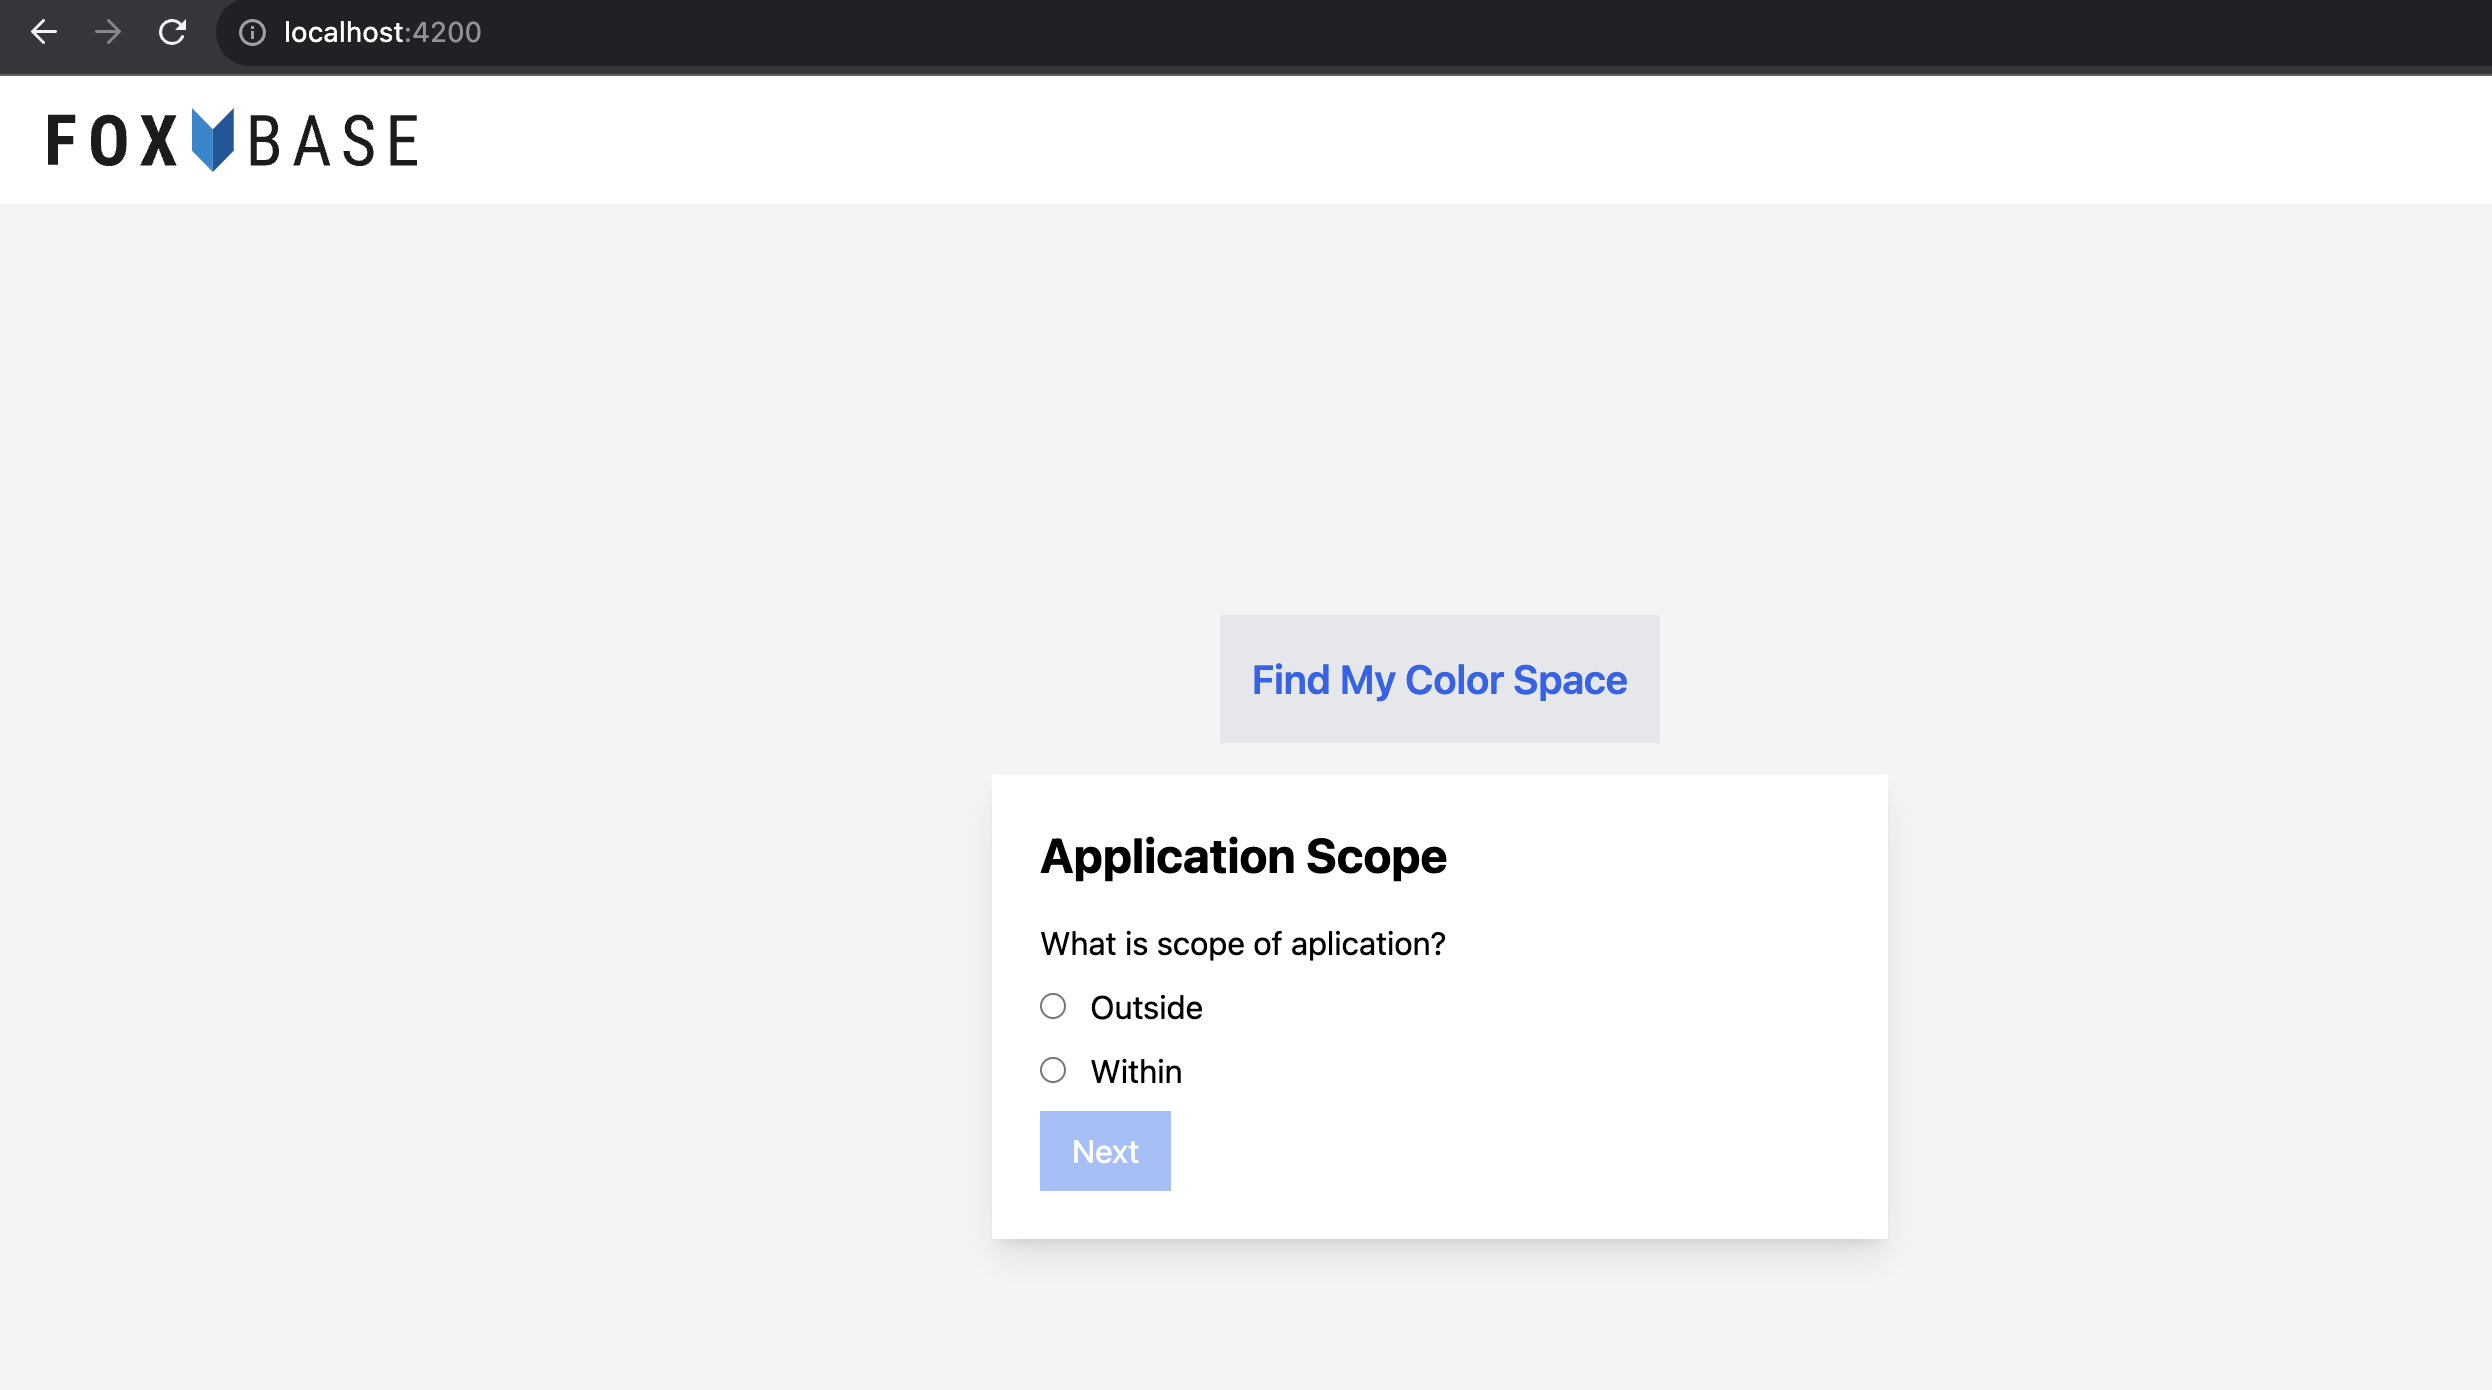 localhost:4200
FOX BASE
Find My Color Space
Application Scope
What is scope of aplication?
Outside
Within
Next